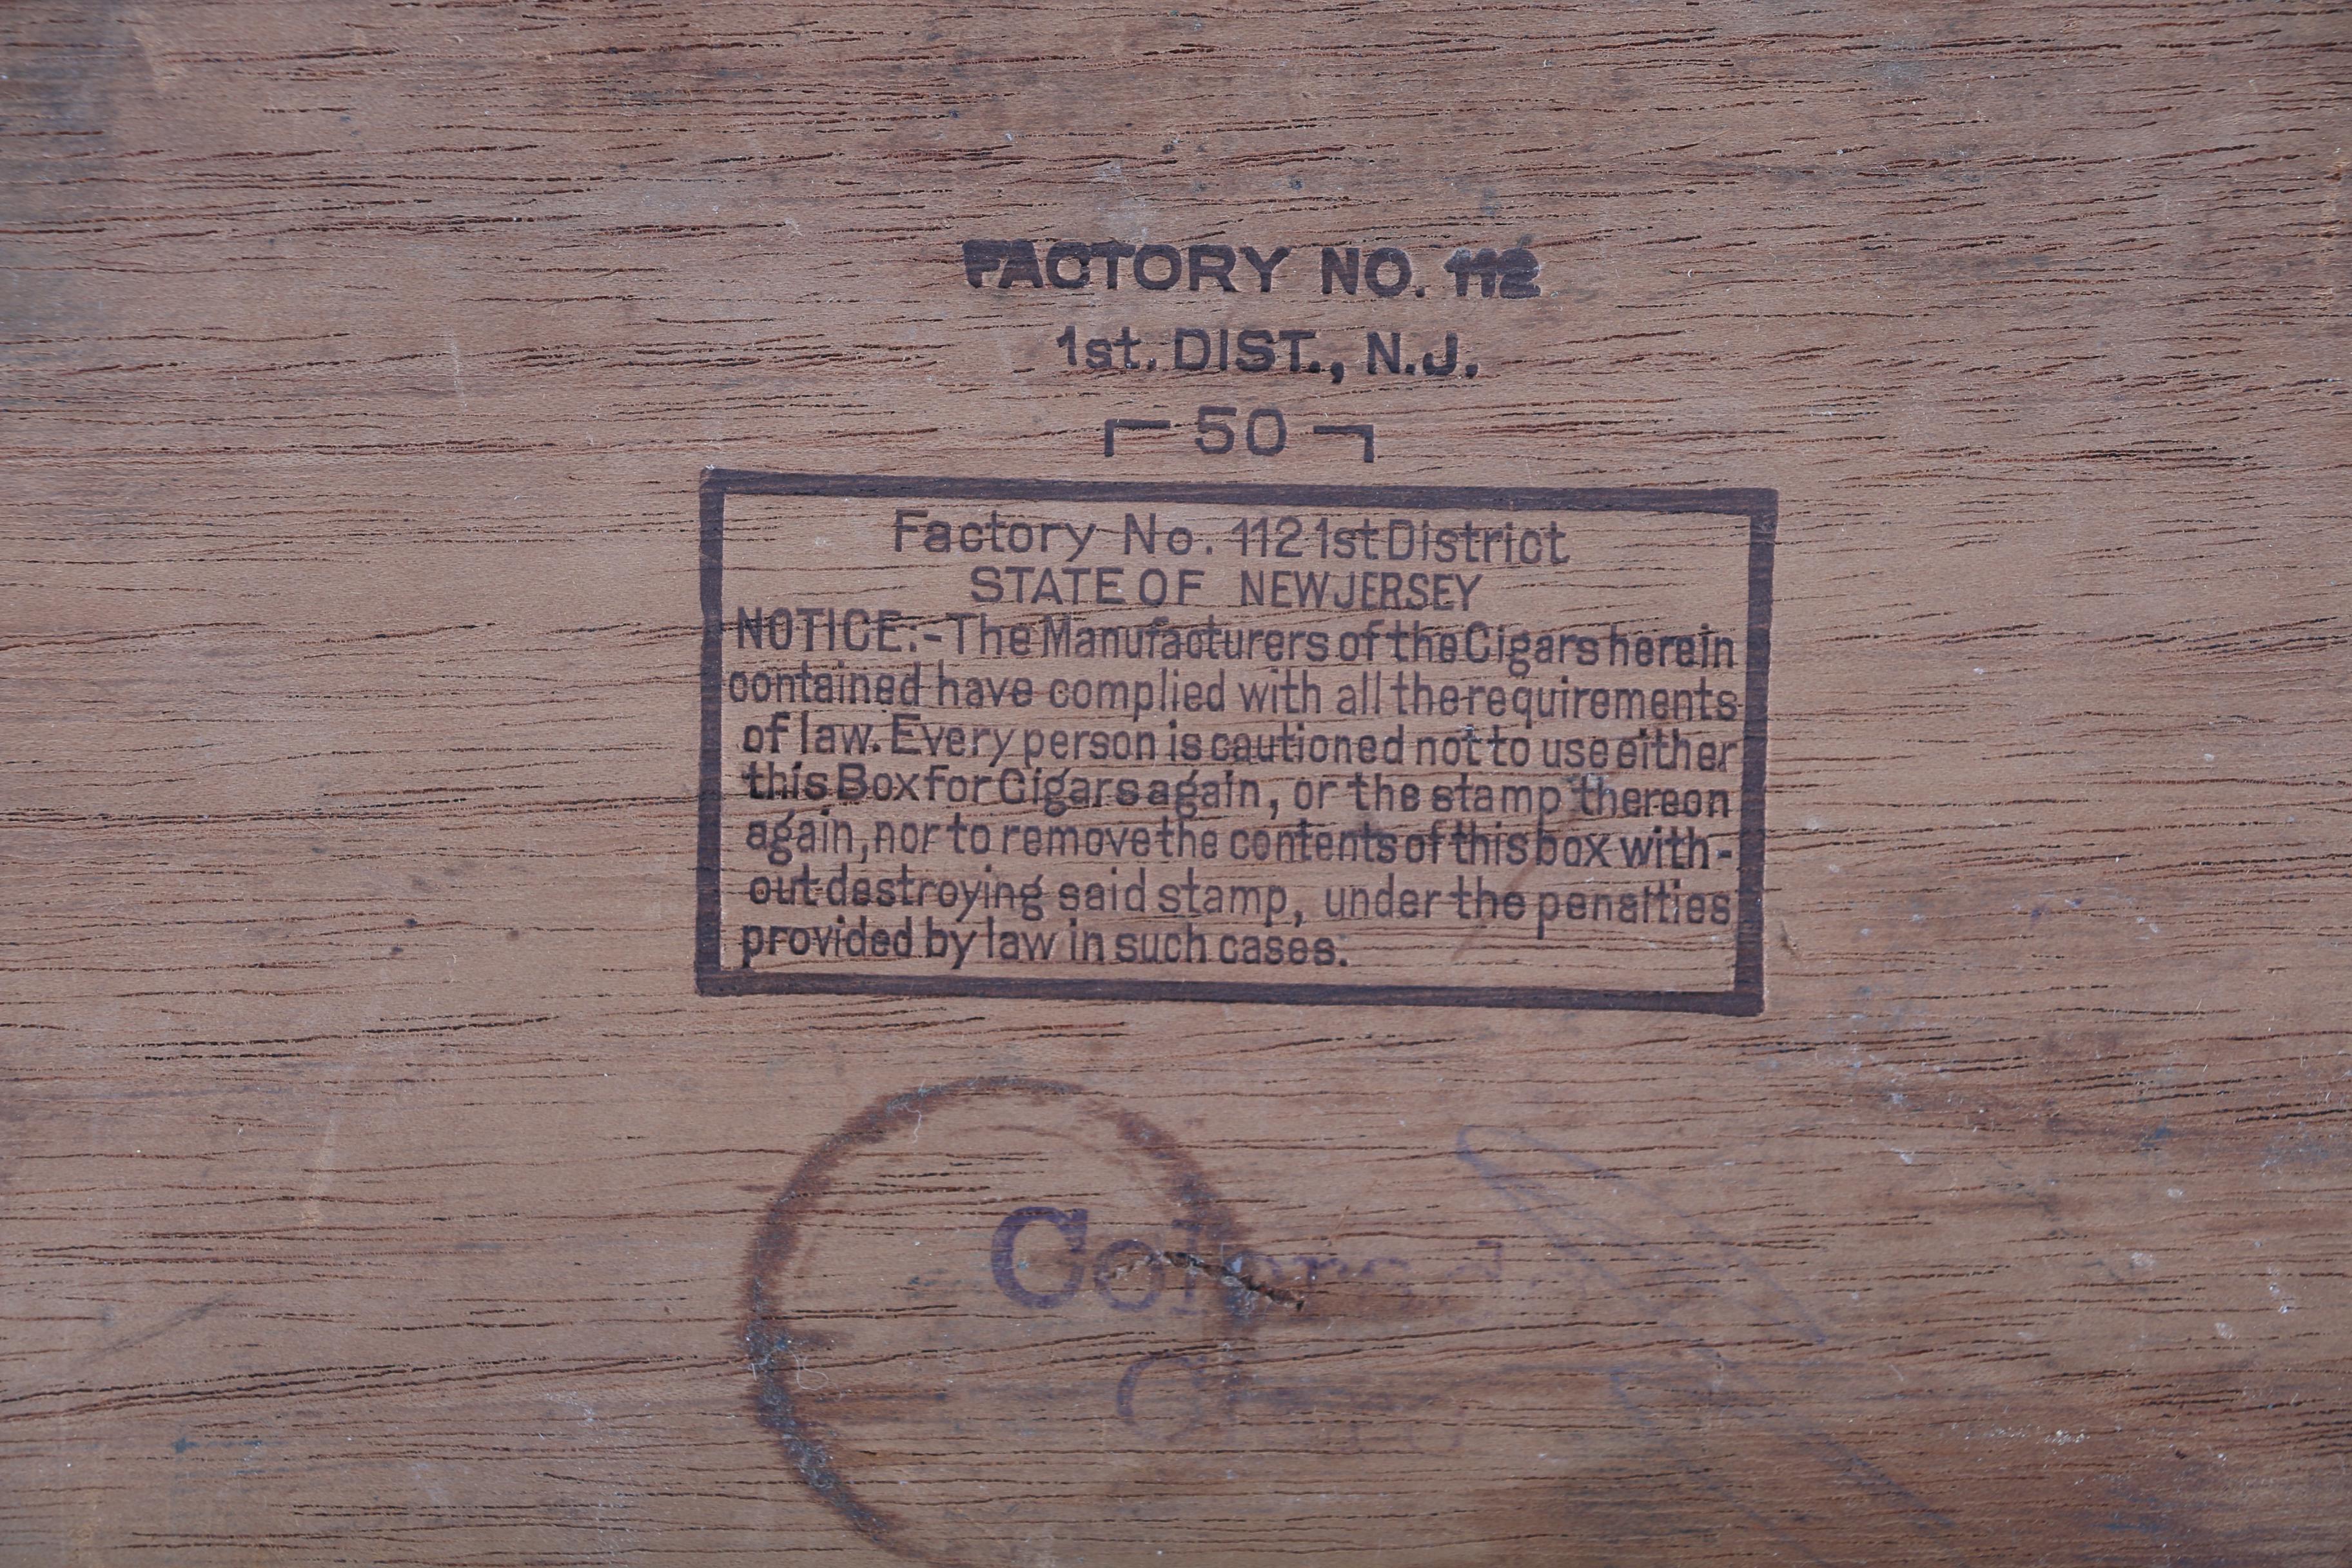 FACTORY NO. 112
1st. DIST., N.J.
50
Factory No. 112 1st District
STATE OF NEW JERSEY
NOTICE:-The Manufacturers of the Cigars herein
contained have complied with all the requirements
of law. Every person is cautioned not to use either
this Box for Cigars again, or the stamp thereon
again, nor to remove the contents of this box with-
out destroying said stamp, under the penalties
provided by law in such cases.